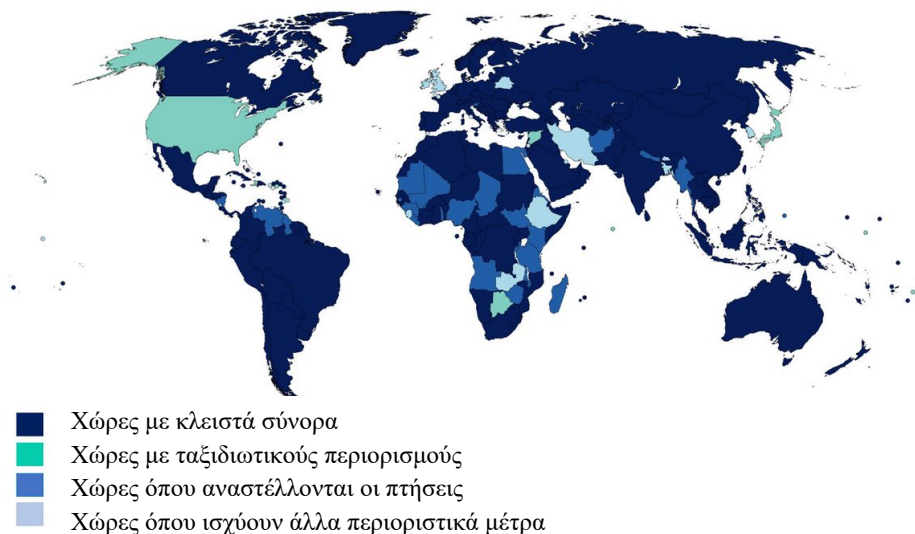 Χώρες με κλειστά σύνορα
Χώρες με ταξιδιωτικούς περιορισμούς
Χώρες όπου αναστέλλονται οι πτήσεις
Χώρες όπου ισχύουν άλλα περιοριστικά μέτρα